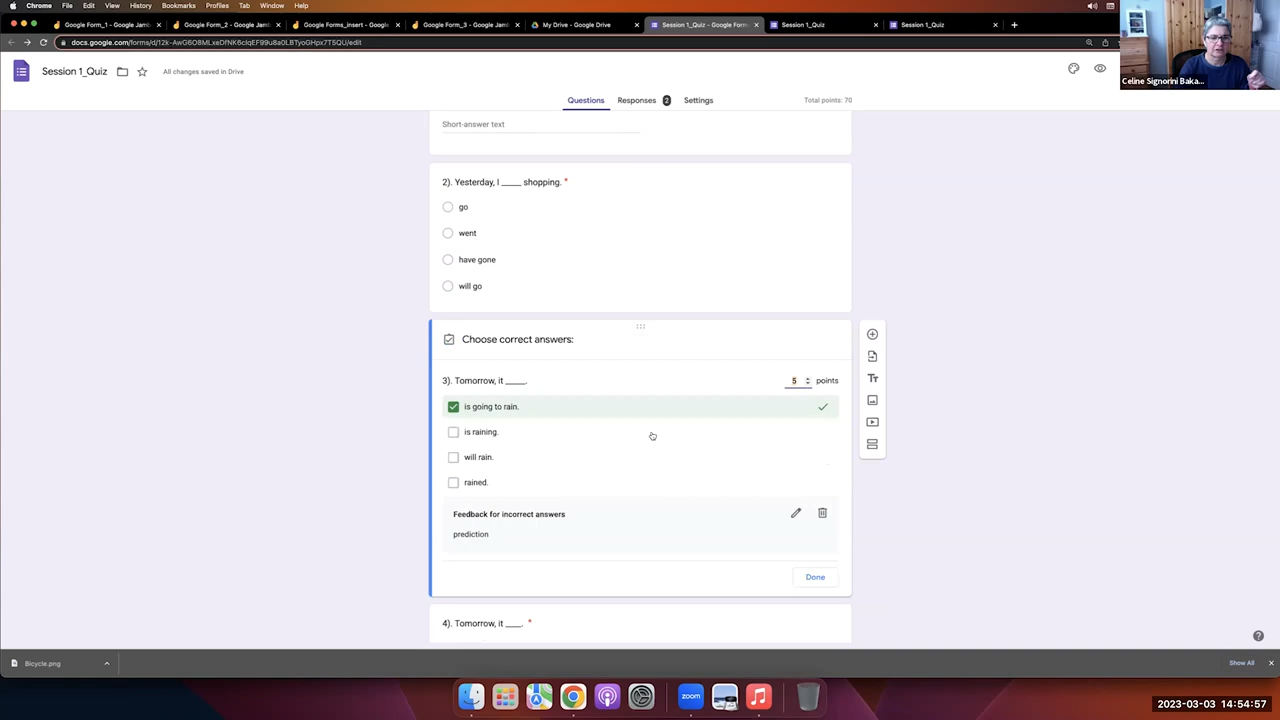 Chrome File Edit View History Bookmarks Profiles Tab Window Help
Google Form_1 - Google Jamb
Google Form_2 - Google Jamb
Google Forms_insert - Google
Google Form_3 - Google Jamb
My Drive - Google Drive
Session 1_Quiz - Google Form
Session 1_Quiz
Session 1_Quiz
docs.google.com/forms/d/12k-AwG6O8MLxeDfNK6cIqEF99u8a0LBTyoGHpx7T5QU/edit
Celine Signorini Baka...
Session 1_Quiz
All changes saved in Drive
Questions
Responses 2
Settings
Total points: 70
Short-answer text
2). Yesterday, I ____ shopping. *
go
went
have gone
will go
Choose correct answers:
3). Tomorrow, it ____.
5 points
is going to rain.
is raining.
will rain.
rained.
Feedback for incorrect answers
prediction
Done
4). Tomorrow, it ____. *
Bicycle.png
Show All
zoom
2023-03-03 14:54:57